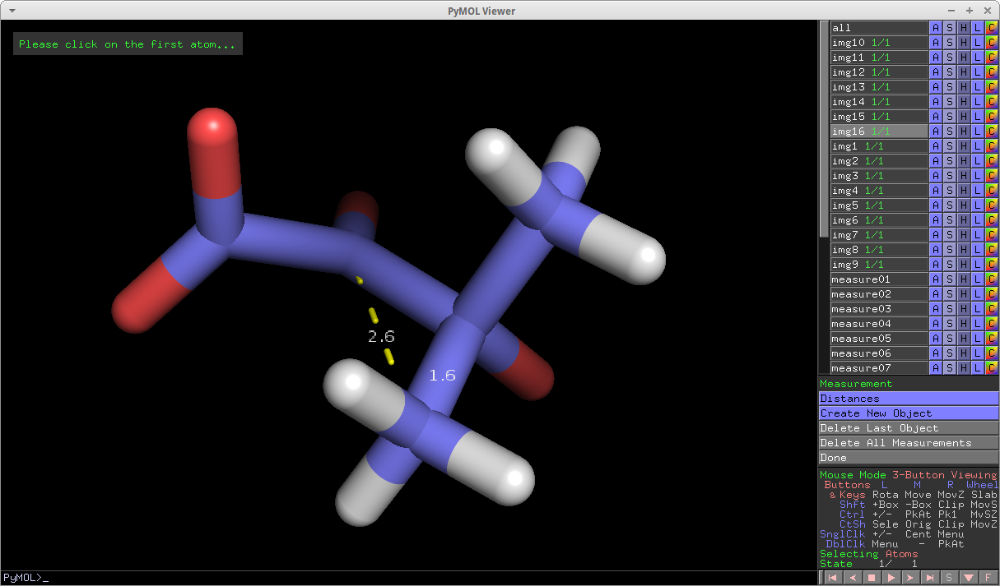 PyMOL Viewer
Please click on the first atom...
2.6
1.6
all A S H L C
img10 1/1 A S H L C
img11 1/1 A S H L C
img12 1/1 A S H L C
img13 1/1 A S H L C
img14 1/1 A S H L C
img15 1/1 A S H L C
img16 1/1 A S H L C
img1 1/1 A S H L C
img2 1/1 A S H L C
img3 1/1 A S H L C
img4 1/1 A S H L C
img5 1/1 A S H L C
img6 1/1 A S H L C
img7 1/1 A S H L C
img8 1/1 A S H L C
img9 1/1 A S H L C
measure01 A S H L C
measure02 A S H L C
measure03 A S H L C
measure04 A S H L C
measure05 A S H L C
measure06 A S H L C
measure07 A S H L C
Measurement
Distances
Create New Object
Delete Last Object
Delete All Measurements
Done
Mouse Mode 3-Button Viewing
Buttons L M R Wheel
& Keys Rota Move MovZ Slab
Shft +Box -Box Clip MovS
Ctrl +/- PkAt Pk1 MvSZ
CtSh Sele Orig Clip MovZ
SnglClk +/- Cent Menu
DblClk Menu - PkAt
Selecting Atoms
State 1/ 1
S F
PyMOL>_